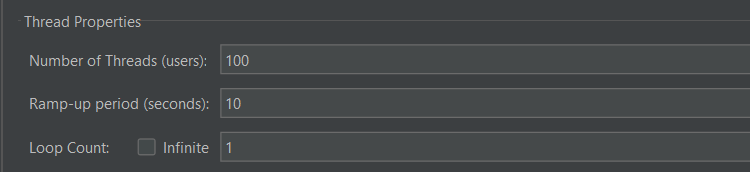 Thread Properties
Number of Threads (users): 100
Ramp-up period (seconds): 10
Loop Count: Infinite 1